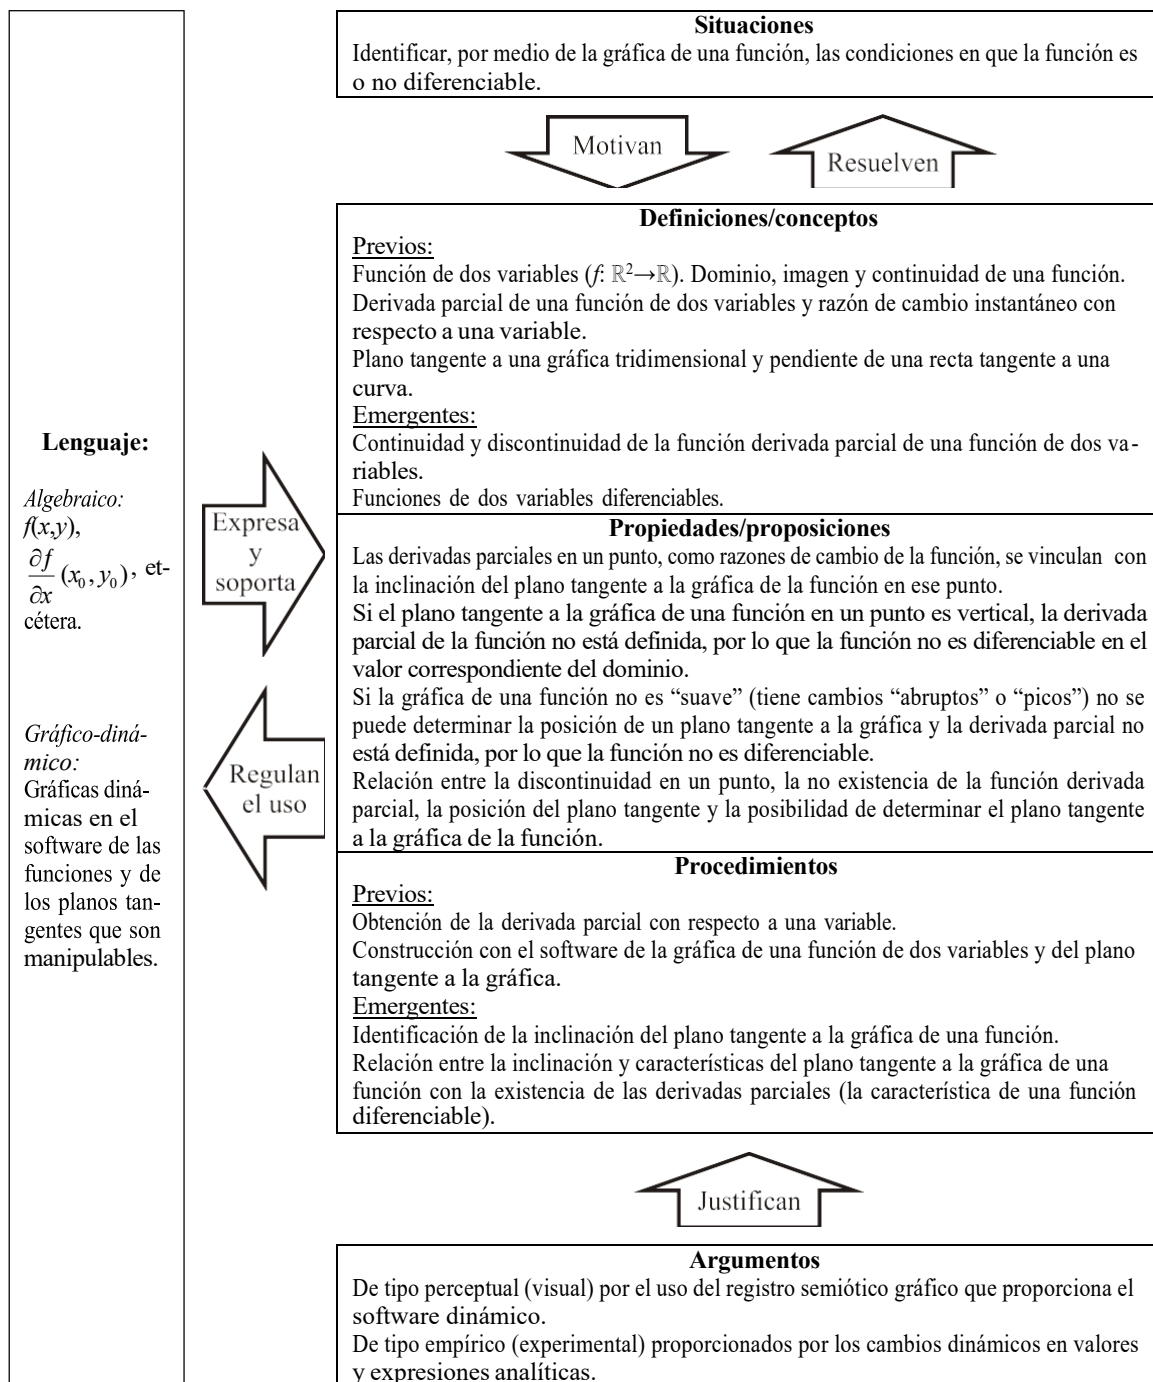 Situaciones
Identificar, por medio de la gráfica de una función, las condiciones en que la función es
o no diferenciable.
Motivan
Resuelven
Definiciones/conceptos
Previos:
Función de dos variables (f: ℝ²→ℝ). Dominio, imagen y continuidad de una función.
Derivada parcial de una función de dos variables y razón de cambio instantáneo con
respecto a una variable.
Plano tangente a una gráfica tridimensional y pendiente de una recta tangente a una
curva.
Emergentes:
Continuidad y discontinuidad de la función derivada parcial de una función de dos va-
riables.
Funciones de dos variables diferenciables.
Lenguaje:
Algebraico:
f(x,y),
∂f/∂x (x₀, y₀), et-
cétera.
Gráfico-diná-
mico:
Gráficas diná-
micas en el
software de las
funciones y de
los planos tan-
gentes que son
manipulables.
Expresa
y
soporta
Regulan
el uso
Propiedades/proposiciones
Las derivadas parciales en un punto, como razones de cambio de la función, se vinculan con
la inclinación del plano tangente a la gráfica de la función en ese punto.
Si el plano tangente a la gráfica de una función en un punto es vertical, la derivada
parcial de la función no está definida, por lo que la función no es diferenciable en el
valor correspondiente del dominio.
Si la gráfica de una función no es “suave” (tiene cambios “abruptos” o “picos”) no se
puede determinar la posición de un plano tangente a la gráfica y la derivada parcial no
está definida, por lo que la función no es diferenciable.
Relación entre la discontinuidad en un punto, la no existencia de la función derivada
parcial, la posición del plano tangente y la posibilidad de determinar el plano tangente
a la gráfica de la función.
Procedimientos
Previos:
Obtención de la derivada parcial con respecto a una variable.
Construcción con el software de la gráfica de una función de dos variables y del plano
tangente a la gráfica.
Emergentes:
Identificación de la inclinación del plano tangente a la gráfica de una función.
Relación entre la inclinación y características del plano tangente a la gráfica de una
función con la existencia de las derivadas parciales (la característica de una función
diferenciable).
Justifican
Argumentos
De tipo perceptual (visual) por el uso del registro semiótico gráfico que proporciona el
software dinámico.
De tipo empírico (experimental) proporcionados por los cambios dinámicos en valores
y expresiones analíticas.